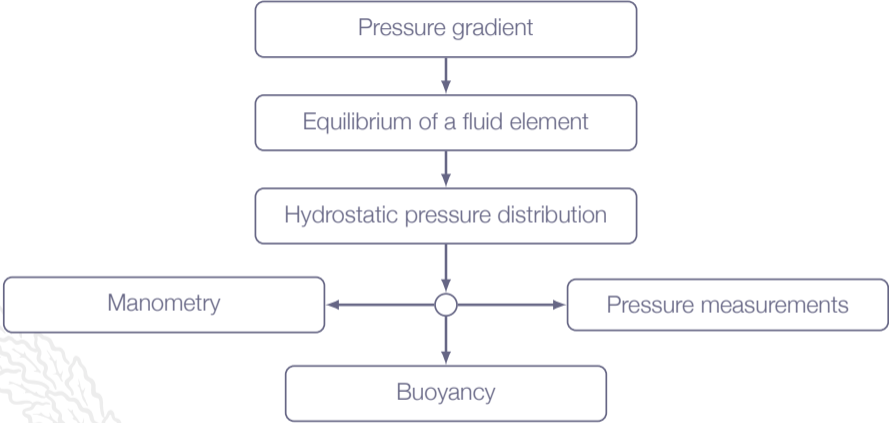 Pressure gradient
Equilibrium of a fluid element
Hydrostatic pressure distribution
Manometry
Pressure measurements
Buoyancy